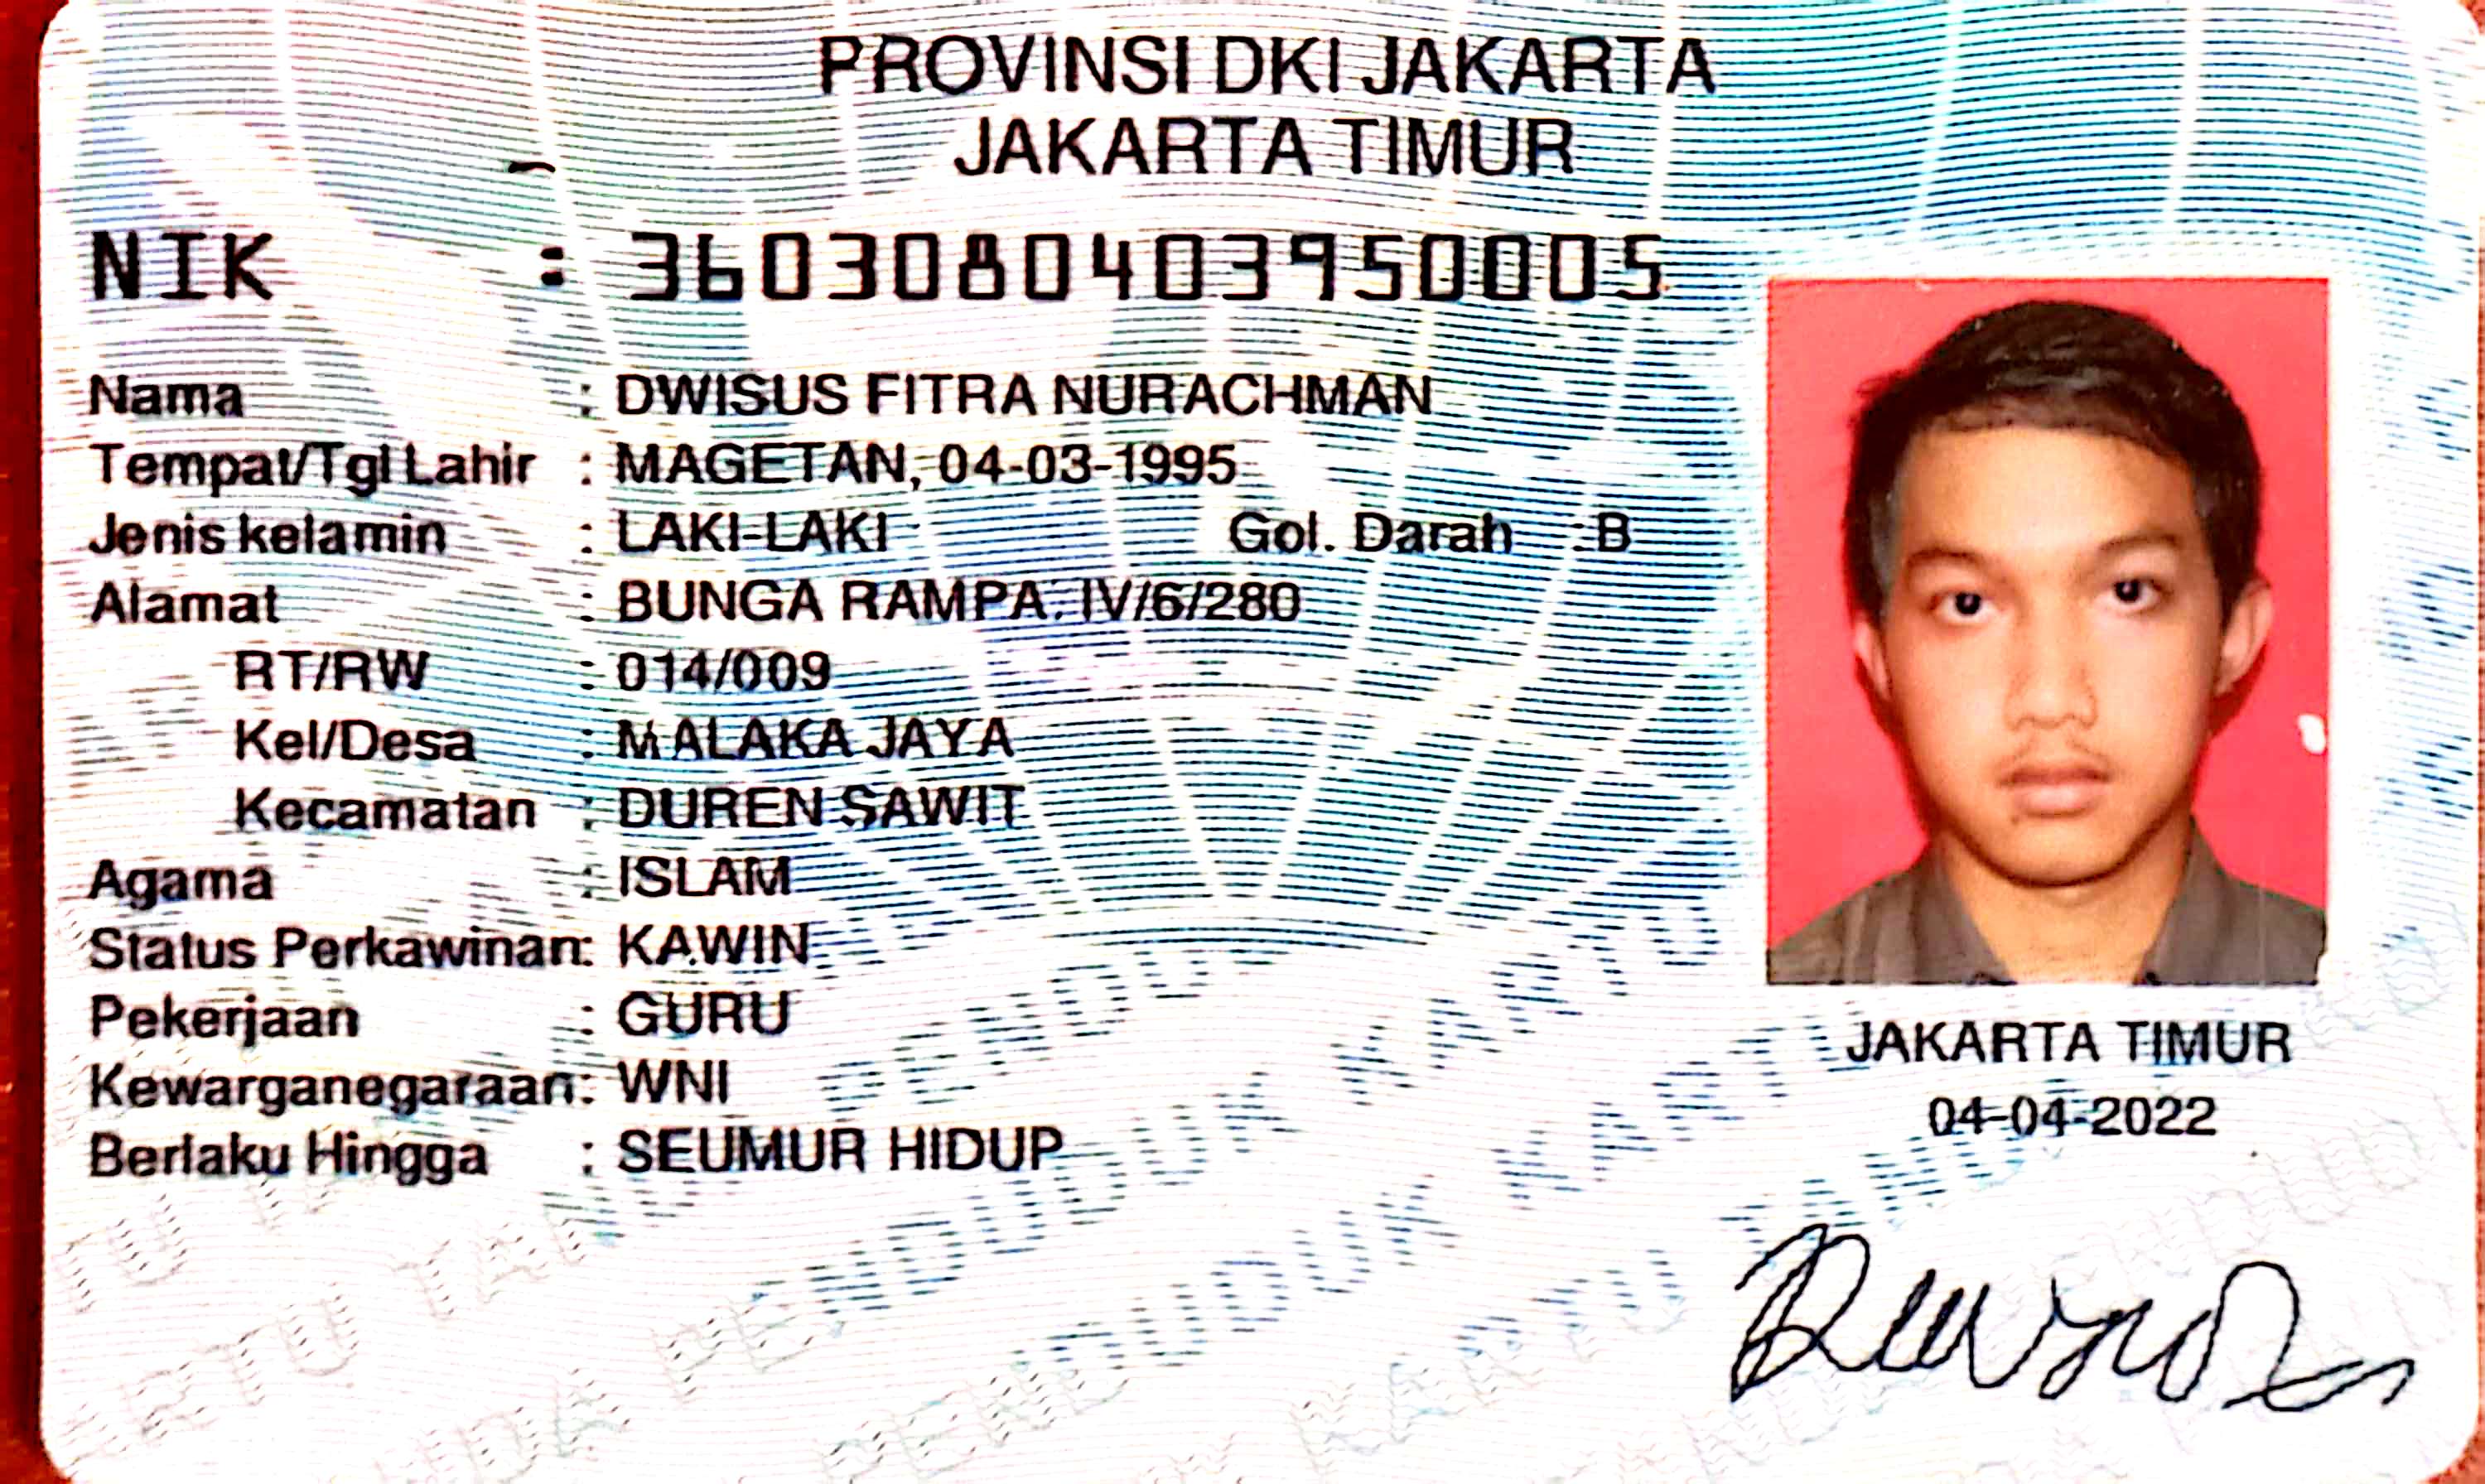 PROVINSI DKI JAKARTA
JAKARTA TIMUR
NIK : 3603080403950005
Nama : DWISUS FITRA NURACHMAN
Tempat/Tgl Lahir : MAGETAN, 04-03-1995
Jenis kelamin : LAKI-LAKI Gol. Darah : B
Alamat : BUNGA RAMPA. IV/6/280
RT/RW : 014/009
Kel/Desa : MALAKA JAYA
Kecamatan : DUREN SAWIT
Agama : ISLAM
Status Perkawinan: KAWIN
Pekerjaan : GURU
Kewarganegaraan: WNI
Berlaku Hingga : SEUMUR HIDUP
JAKARTA TIMUR
04-04-2022